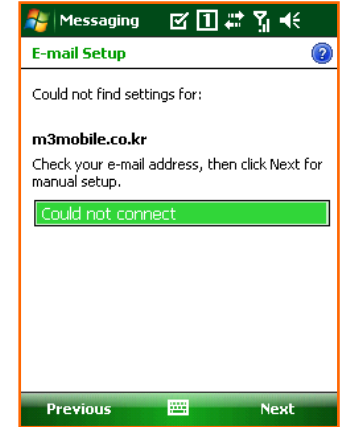 Messaging
E-mail Setup
Could not find settings for:
m3mobile.co.kr
Check your e-mail address, then click Next for
manual setup.
Could not connect
Previous Next